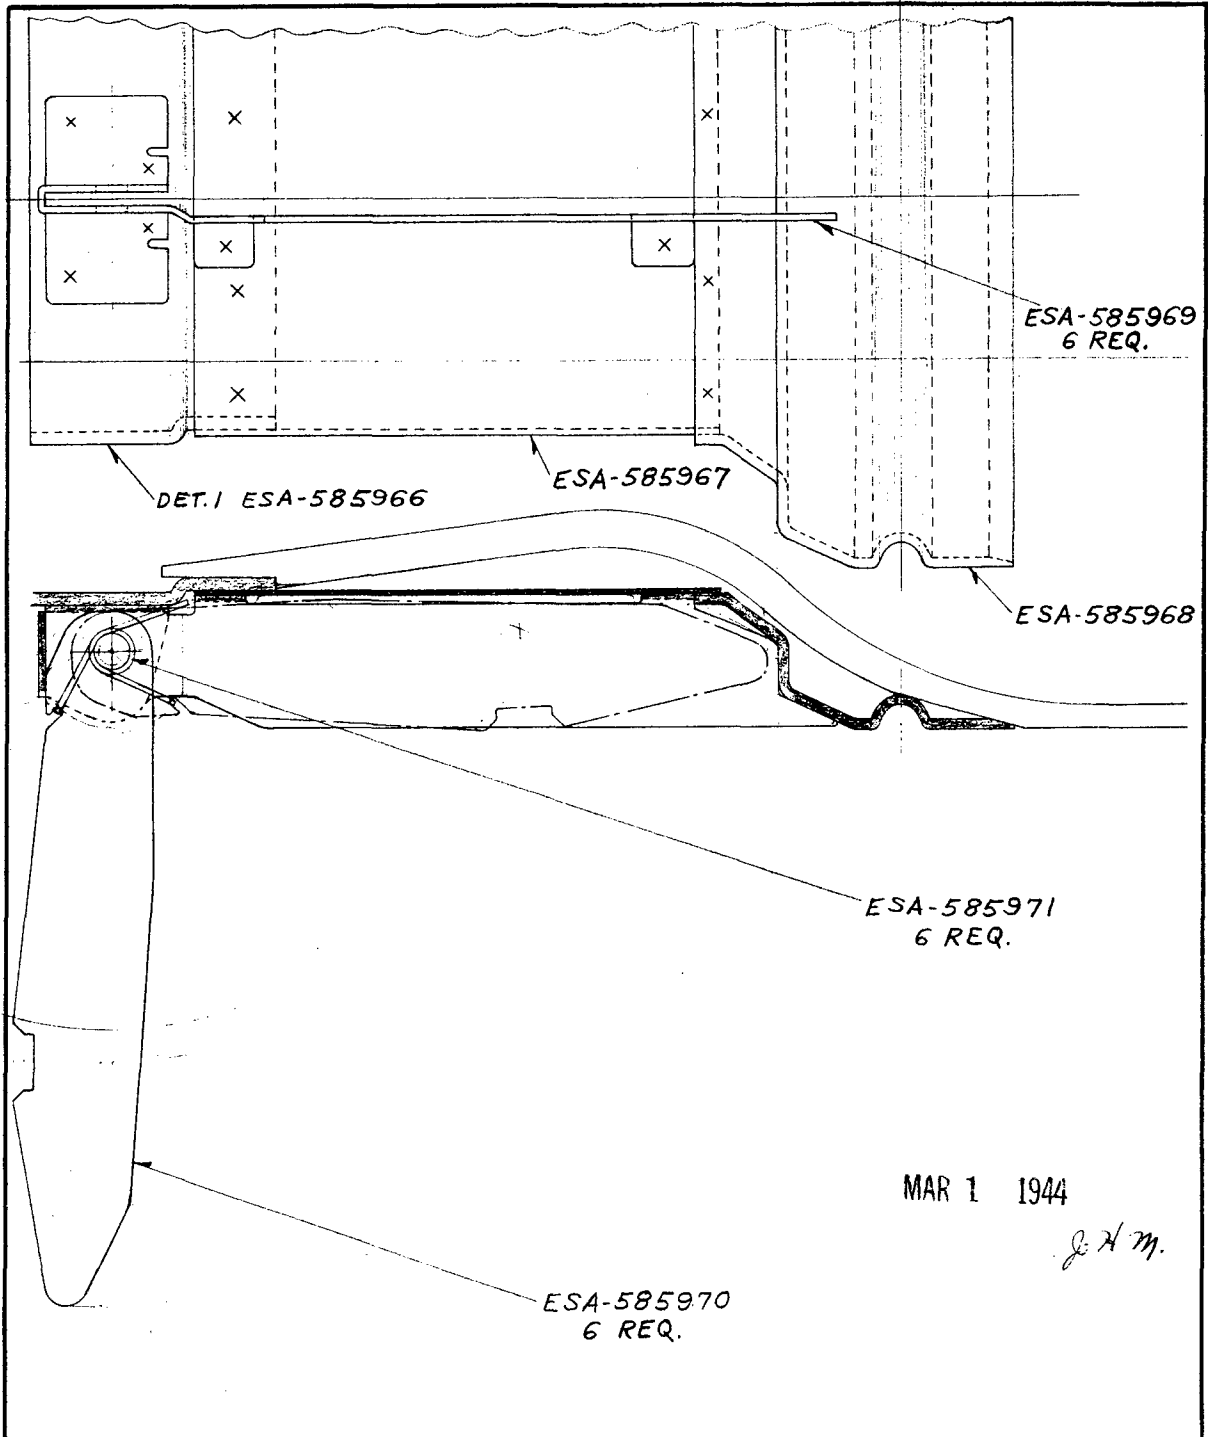 ESA-585969
6 REQ.
DET.1 ESA-585966
ESA-585967
ESA-585968
ESA-585971
6 REQ.
MAR 1 1944
J. H. M.
ESA-585970
6 REQ.